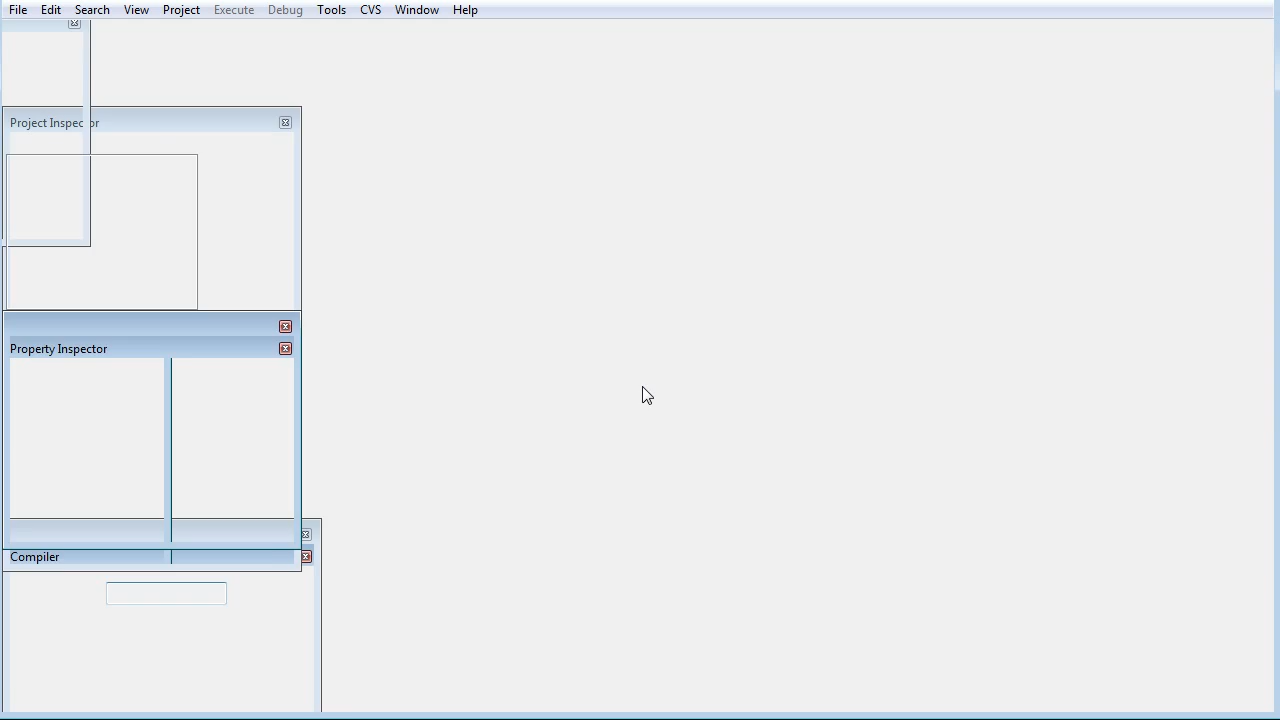 File Edit Search View Project Execute Debug Tools CVS Window Help
Project Inspector
Property Inspector
Compiler